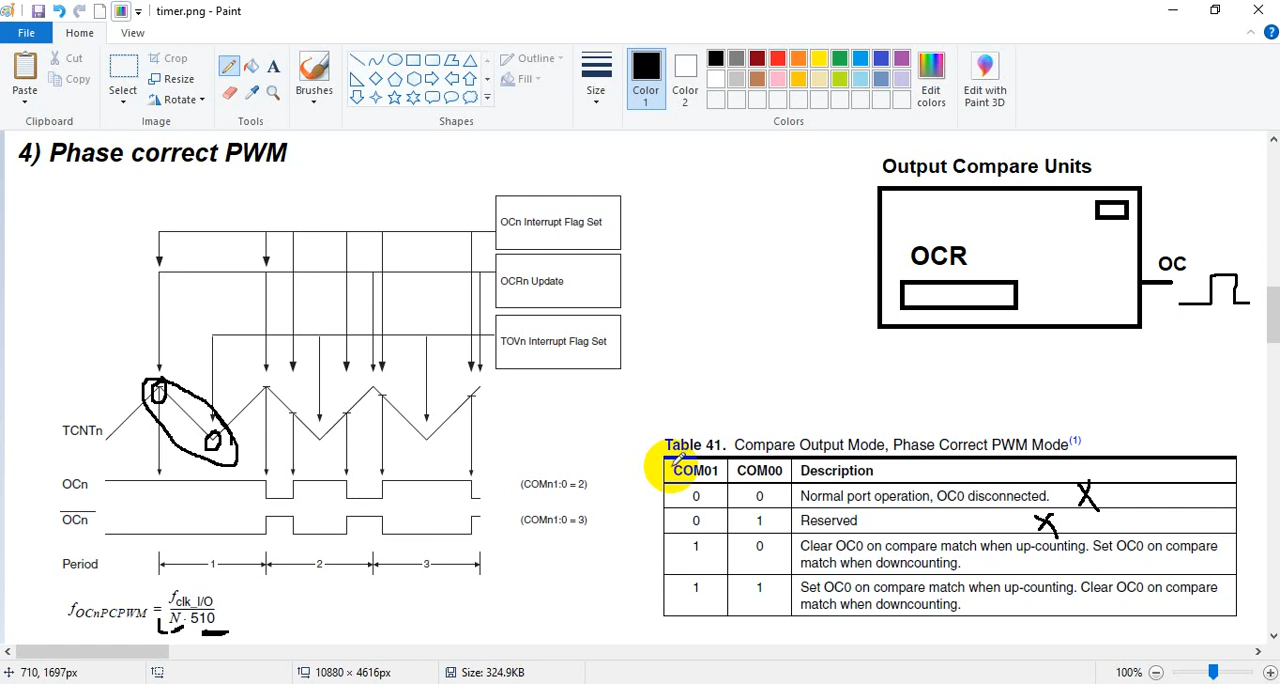 timer.png - Paint
File
Home
View
Paste
Cut
Copy
Clipboard
Select
Crop
Resize
Rotate
Image
A
Tools
Brushes
Shapes
Outline
Fill
Size
Color
1
Color
2
Edit
colors
Edit with
Paint 3D
Colors
4) Phase correct PWM
OCn Interrupt Flag Set
OCRn Update
TOVn Interrupt Flag Set
TCNTn
OCn
(COMn1:0 = 2)
OCn
(COMn1:0 = 3)
Period
1
2
3
fOCnPCPWM = fclk_I/O
N · 510
Output Compare Units
OCR
OC
Table 41. Compare Output Mode, Phase Correct PWM Mode(1)
COM01 COM00 Description
0 0 Normal port operation, OC0 disconnected. X
0 1 Reserved X
1 0 Clear OC0 on compare match when up-counting. Set OC0 on compare
match when downcounting.
1 1 Set OC0 on compare match when up-counting. Clear OC0 on compare
match when downcounting.
710, 1697px
10880 × 4616px
Size: 324.9KB
100%